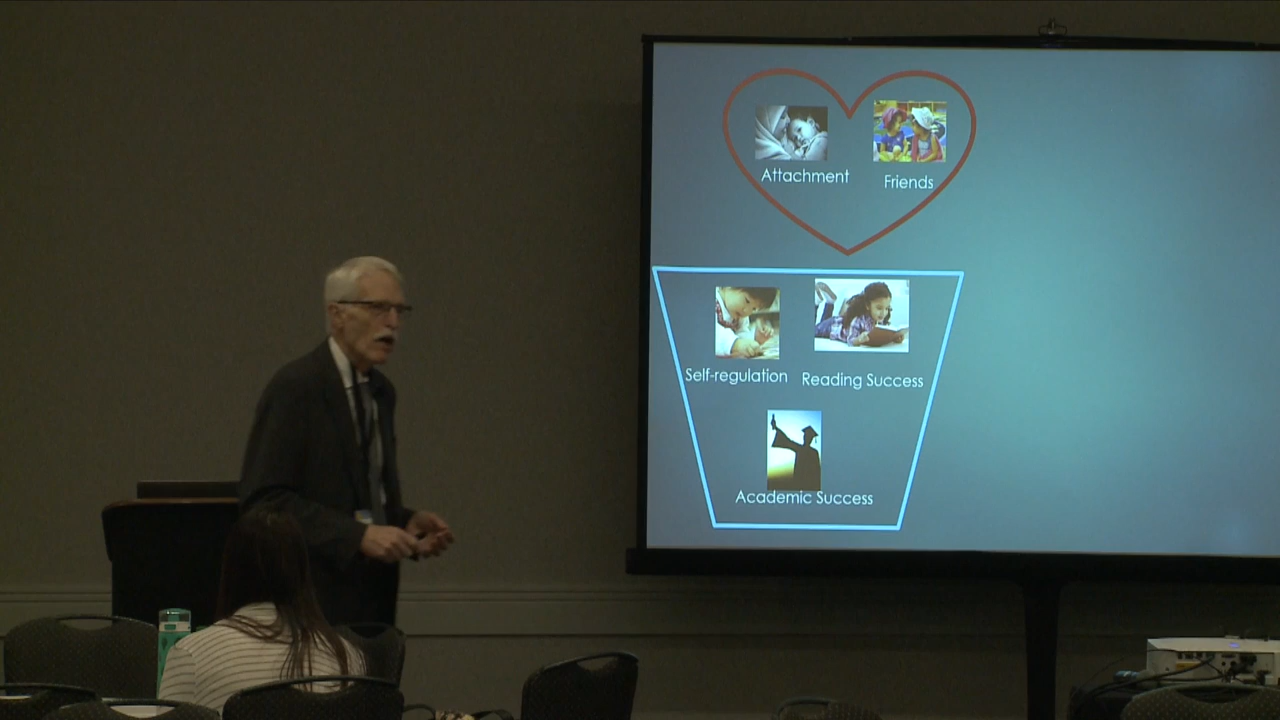 Attachment
Friends
Self-regulation
Reading Success
Academic Success